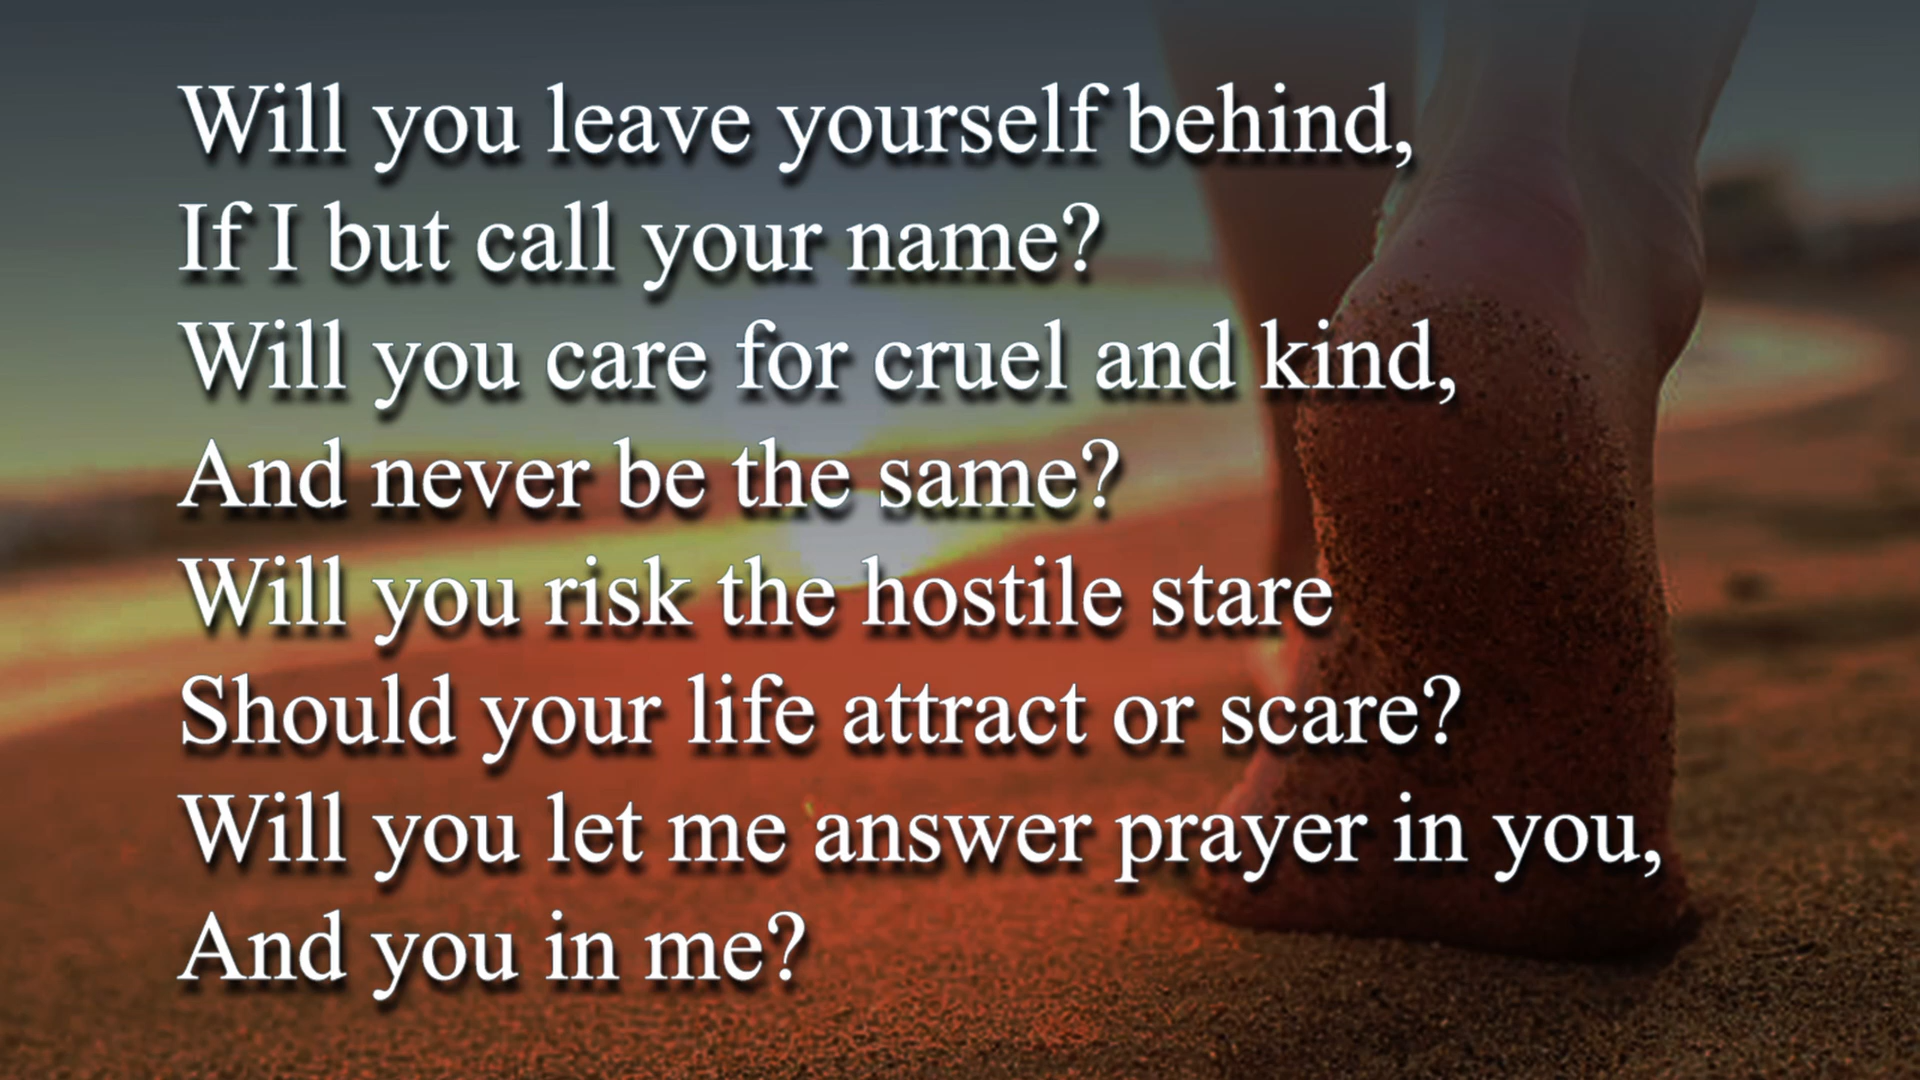 Will you leave yourself behind,
If I but call your name?
Will you care for cruel and kind,
And never be the same?
Will you risk the hostile stare
Should your life attract or scare?
Will you let me answer prayer in you,
And you in me?